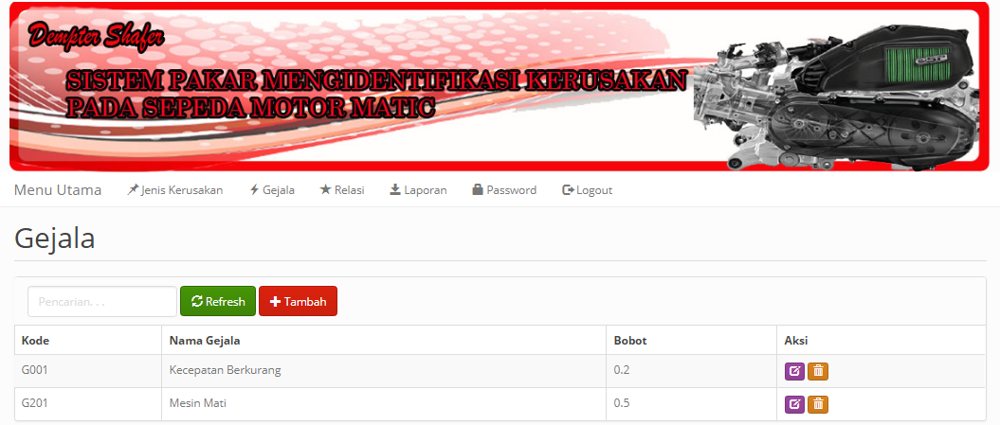 Dempter Shafer
SISTEM PAKAR MENGIDENTIFIKASI KERUSAKAN
PADA SEPEDA MOTOR MATIC
Menu Utama Jenis Kerusakan Gejala Relasi Laporan Password Logout
Gejala
Pencarian. . . Refresh Tambah
Kode Nama Gejala Bobot Aksi
G001 Kecepatan Berkurang 0.2
G201 Mesin Mati 0.5